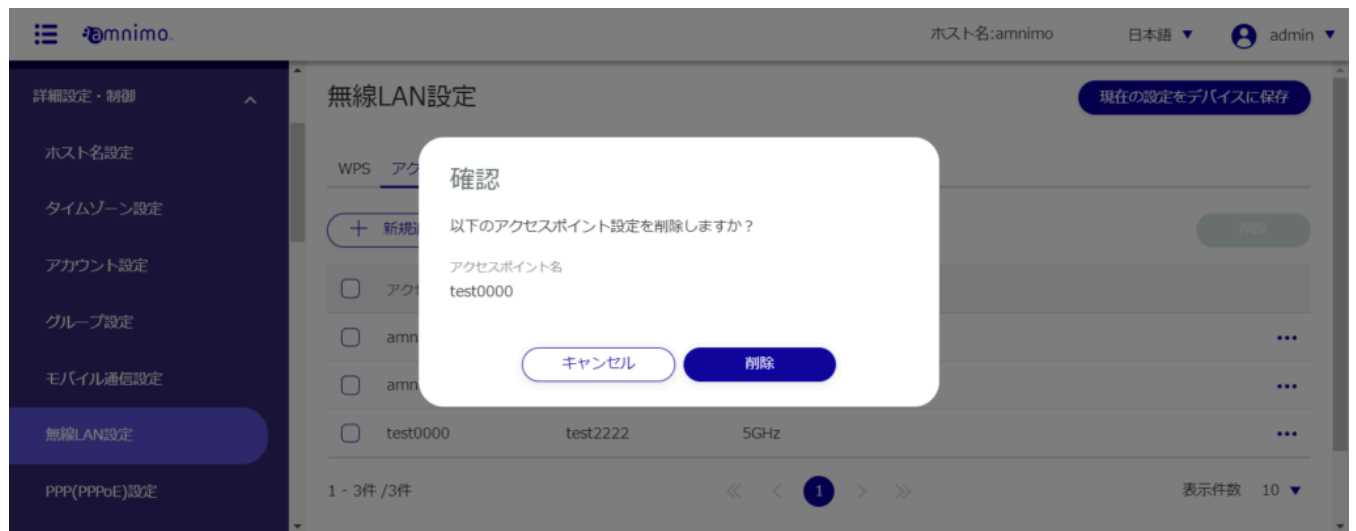 amnimo.
ホスト名:amnimo 日本語 ▼ admin ▼
詳細設定・制御
ホスト名設定
タイムゾーン設定
アカウント設定
グループ設定
モバイル通信設定
無線LAN設定
PPP(PPPoE)設定
無線LAN設定
現在の設定をデバイスに保存
WPS アク
+ 新規
削除
アク
amn
amn
test0000 test2222 5GHz
1 - 3件 /3件
≪ < 1 > ≫
表示件数 10 ▼
確認
以下のアクセスポイント設定を削除しますか？
アクセスポイント名
test0000
キャンセル
削除